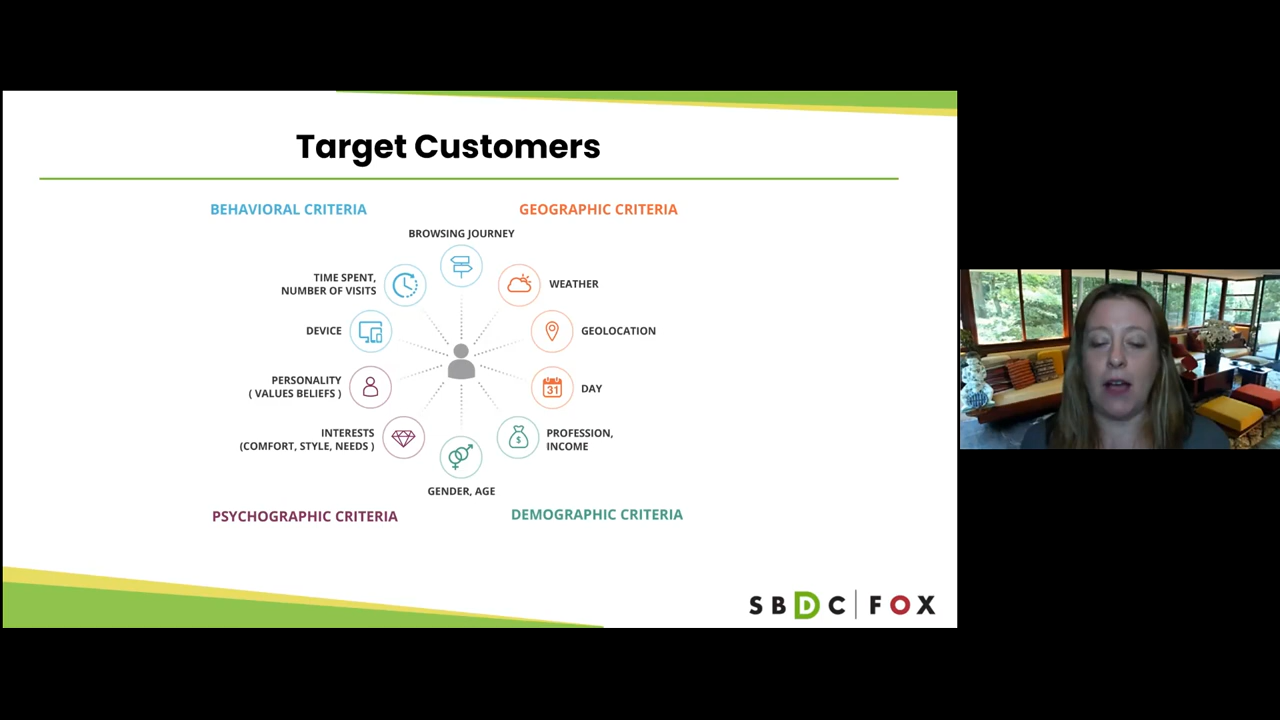 Target Customers
BEHAVIORAL CRITERIA
GEOGRAPHIC CRITERIA
BROWSING JOURNEY
TIME SPENT,
NUMBER OF VISITS
WEATHER
DEVICE
GEOLOCATION
PERSONALITY
( VALUES BELIEFS )
31
DAY
INTERESTS
(COMFORT, STYLE, NEEDS )
$
PROFESSION,
INCOME
GENDER, AGE
PSYCHOGRAPHIC CRITERIA
DEMOGRAPHIC CRITERIA
SBDC | FOX